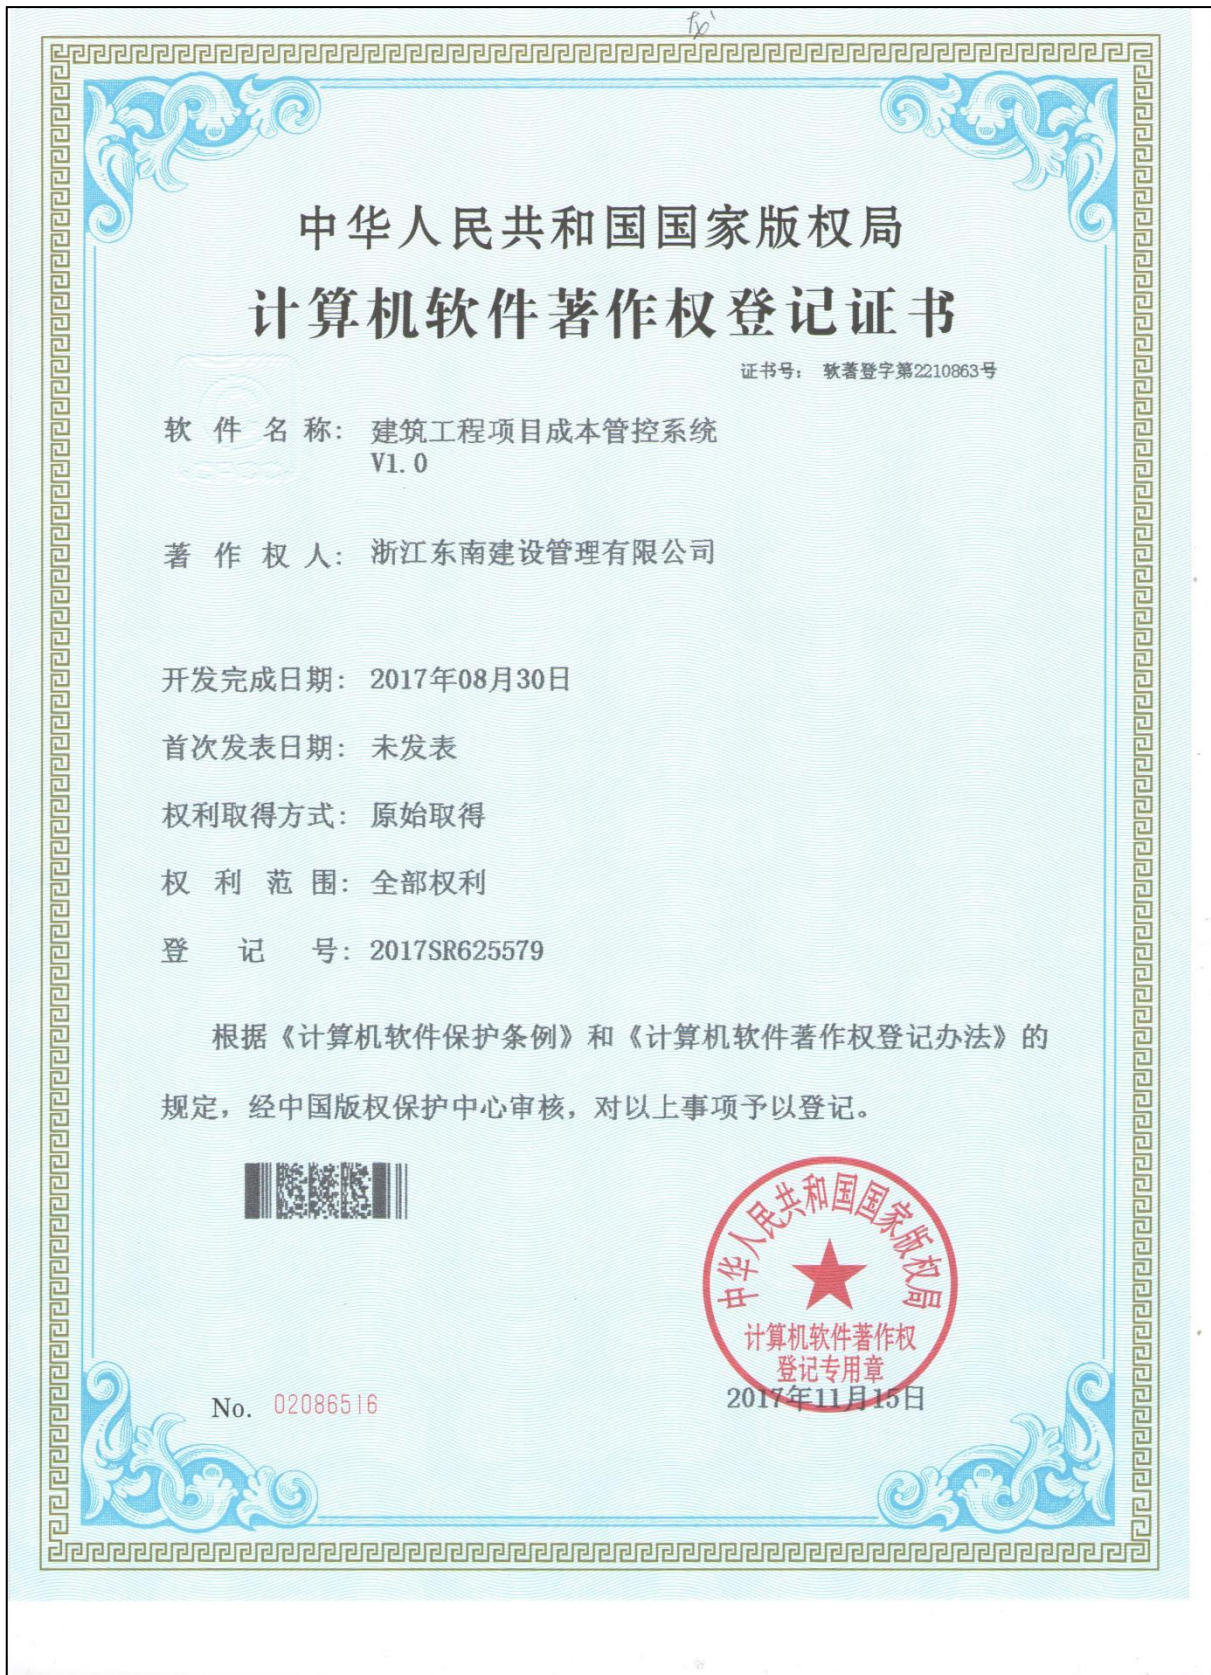 中华人民共和国国家版权局
计算机软件著作权登记证书
证书号： 软著登字第2210863号
软件名称： 建筑工程项目成本管控系统
V1.0
著作权人： 浙江东南建设管理有限公司
开发完成日期： 2017年08月30日
首次发表日期： 未发表
权利取得方式： 原始取得
权利范围： 全部权利
登记号： 2017SR625579
根据《计算机软件保护条例》和《计算机软件著作权登记办法》的
规定，经中国版权保护中心审核，对以上事项予以登记。
中华人民共和国国家版权局
计算机软件著作权
登记专用章
2017年11月15日
No. 02086516